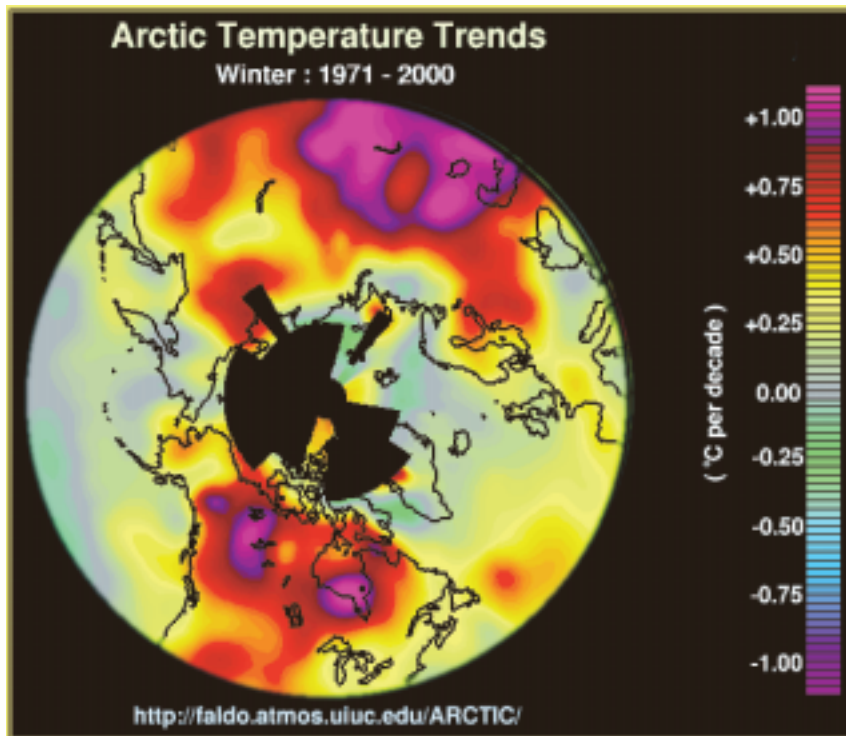 Arctic Temperature Trends
Winter : 1971 - 2000
+1.00
+0.75
+0.50
+0.25
0.00
-0.25
-0.50
-0.75
-1.00
( °C per decade )
http://faldo.atmos.uiuc.edu/ARCTIC/